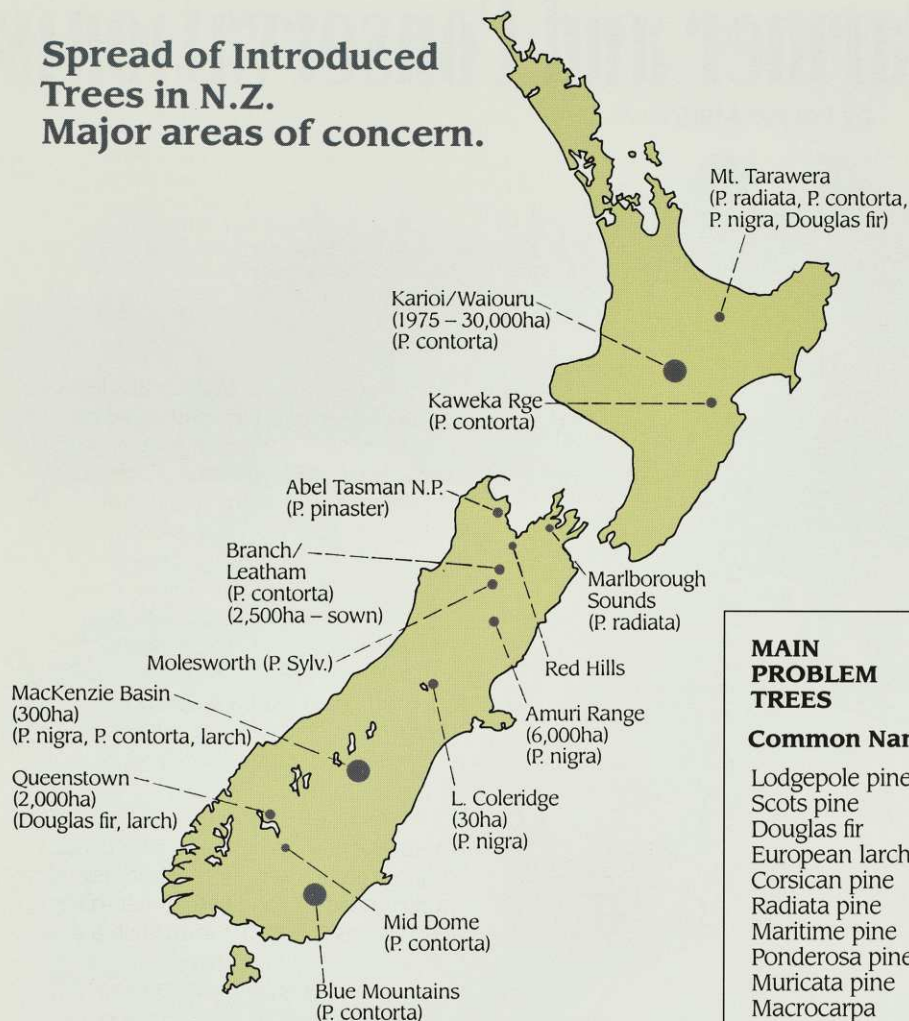 Spread of Introduced
Trees in N.Z.
Major areas of concern.
Mt. Tarawera
(P. radiata, P. contorta,
P. nigra, Douglas fir)
Karioi/Waiouru
(1975 – 30,000ha)
(P. contorta)
Kaweka Rge
(P. contorta)
Abel Tasman N.P.
(P. pinaster)
Branch/
Leatham
(P. contorta)
(2,500ha – sown)
Marlborough
Sounds
(P. radiata)
Molesworth (P. Sylv.)
Red Hills
MacKenzie Basin
(300ha)
(P. nigra, P. contorta, larch)
Amuri Range
(6,000ha)
(P. nigra)
Queenstown
(2,000ha)
(Douglas fir, larch)
L. Coleridge
(30ha)
(P. nigra)
Mid Dome
(P. contorta)
Blue Mountains
(P. contorta)
MAIN
PROBLEM
TREES
Common Nam
Lodgepole pine
Scots pine
Douglas fir
European larch
Corsican pine
Radiata pine
Maritime pine
Ponderosa pine
Muricata pine
Macrocarpa